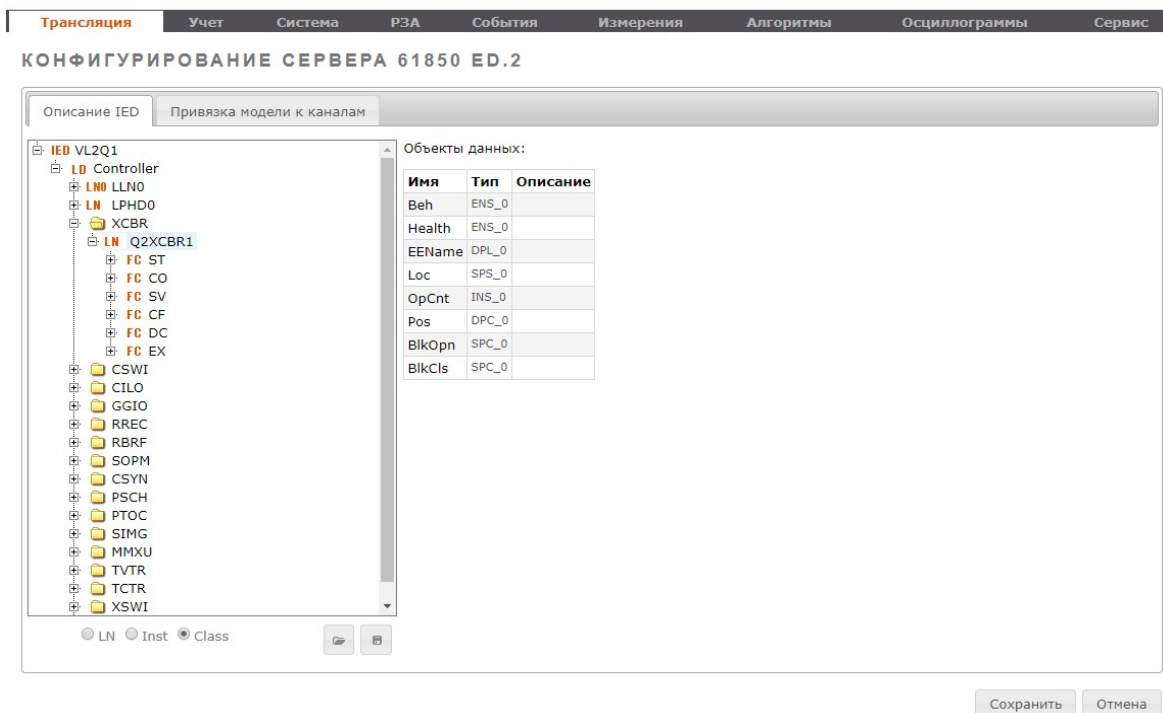 Трансляция Учет Система РЗА События Измерения Алгоритмы Осциллограммы Сервис
КОНФИГУРИРОВАНИЕ СЕРВЕРА 61850 ED.2
Описание IED Привязка модели к каналам
IED VL2Q1
LD Controller
LN0 LLN0
LN LPHD0
XCBR
LN Q2XCBR1
FC ST
FC CO
FC SV
FC CF
FC DC
FC EX
CSWI
CILO
GGIO
RREC
RBRF
SOPM
CSYN
PSCH
PTOC
SIMG
MMXU
TVTR
TCTR
XSWI
LN Inst Class
Объекты данных:
Имя Тип Описание
Beh ENS_0
Health ENS_0
EEName DPL_0
Loc SPS_0
OpCnt INS_0
Pos DPC_0
BlkOpn SPC_0
BlkCls SPC_0
Сохранить Отмена